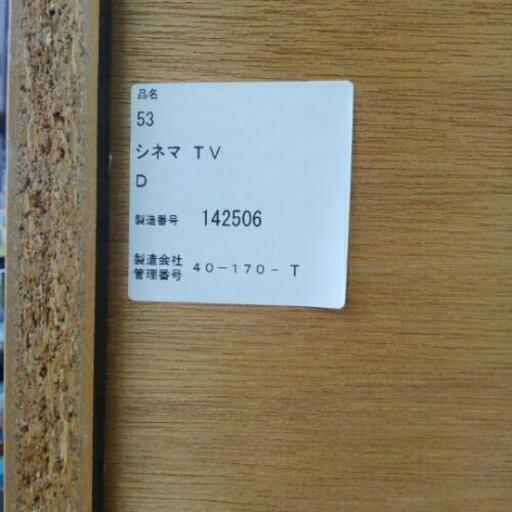 品名
53
シネマ ＴＶ
Ｄ
製造番号 142506
製造会社
管理番号 ４０－１７０－Ｔ